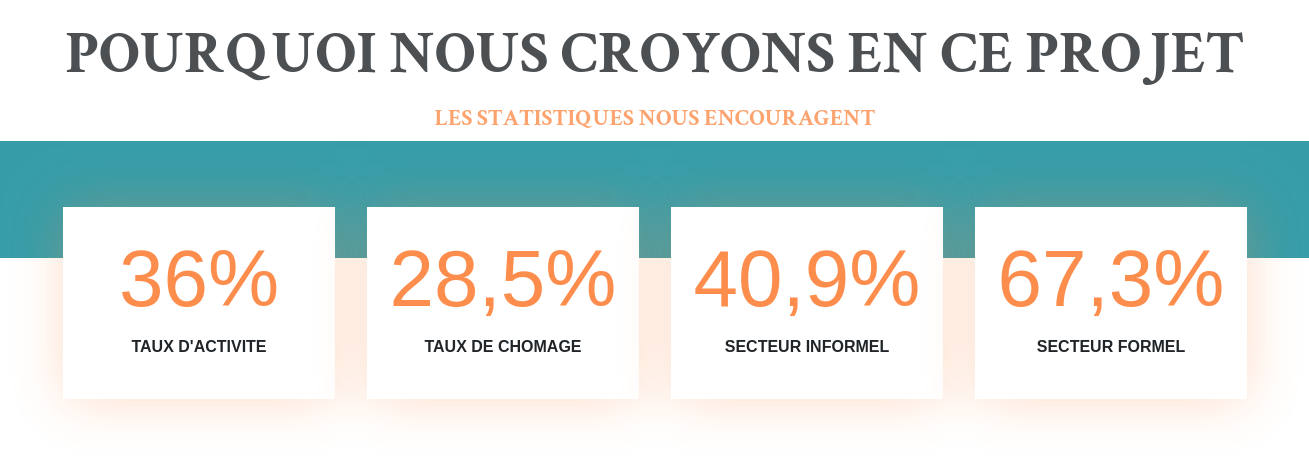 POURQUOI NOUS CROYONS EN CE PROJET
LES STATISTIQUES NOUS ENCOURAGENT
36%
TAUX D'ACTIVITE
28,5%
TAUX DE CHOMAGE
40,9%
SECTEUR INFORMEL
67,3%
SECTEUR FORMEL